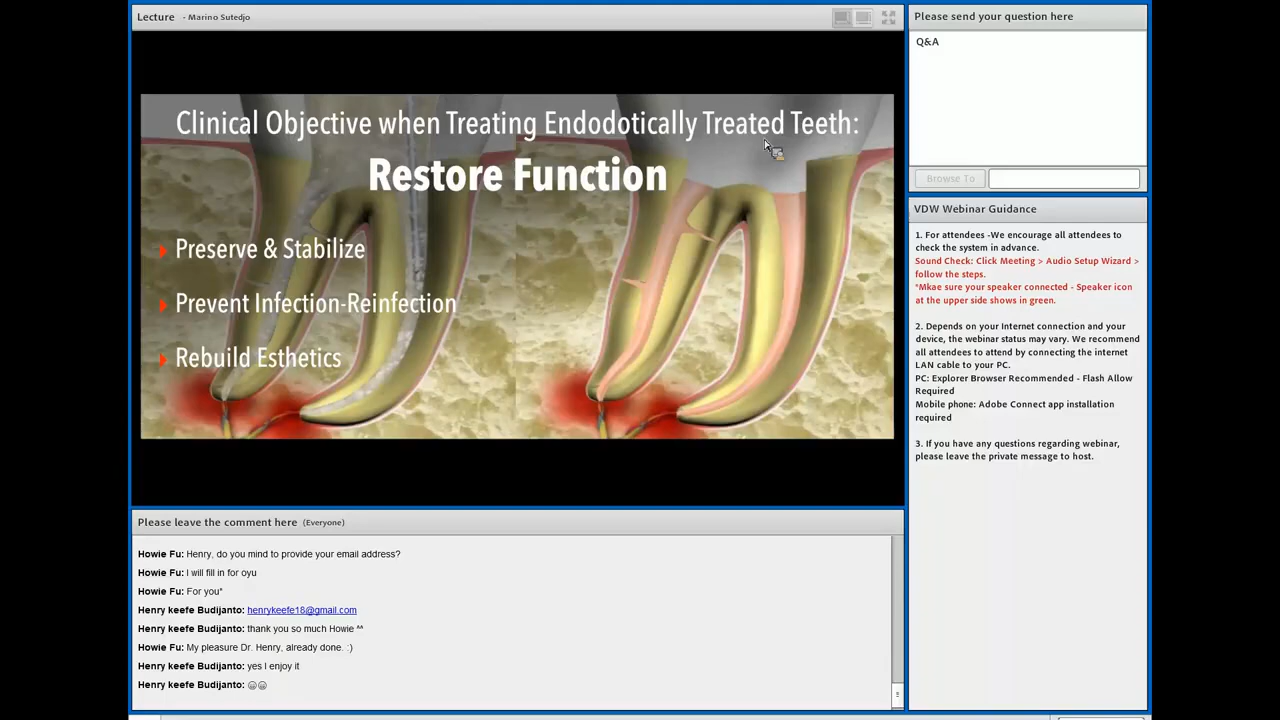 Lecture - Marino Sutedjo
Clinical Objective when Treating Endodotically Treated Teeth:
Restore Function
Preserve & Stabilize
Prevent Infection-Reinfection
Rebuild Esthetics
Please leave the comment here (Everyone)
Howie Fu: Henry, do you mind to provide your email address?
Howie Fu: I will fill in for oyu
Howie Fu: For you*
Henry keefe Budijanto: henrykeefe18@gmail.com
Henry keefe Budijanto: thank you so much Howie ^^
Howie Fu: My pleasure Dr. Henry, already done. :)
Henry keefe Budijanto: yes I enjoy it
Henry keefe Budijanto: 😄😄
Please send your question here
Q&A
Browse To
VDW Webinar Guidance
1. For attendees -We encourage all attendees to
check the system in advance.
Sound Check: Click Meeting > Audio Setup Wizard >
follow the steps.
*Mkae sure your speaker connected - Speaker icon
at the upper side shows in green.
2. Depends on your Internet connection and your
device, the webinar status may vary. We recommend
all attendees to attend by connecting the internet
LAN cable to your PC.
PC: Explorer Browser Recommended - Flash Allow
Required
Mobile phone: Adobe Connect app installation
required
3. If you have any questions regarding webinar,
please leave the private message to host.